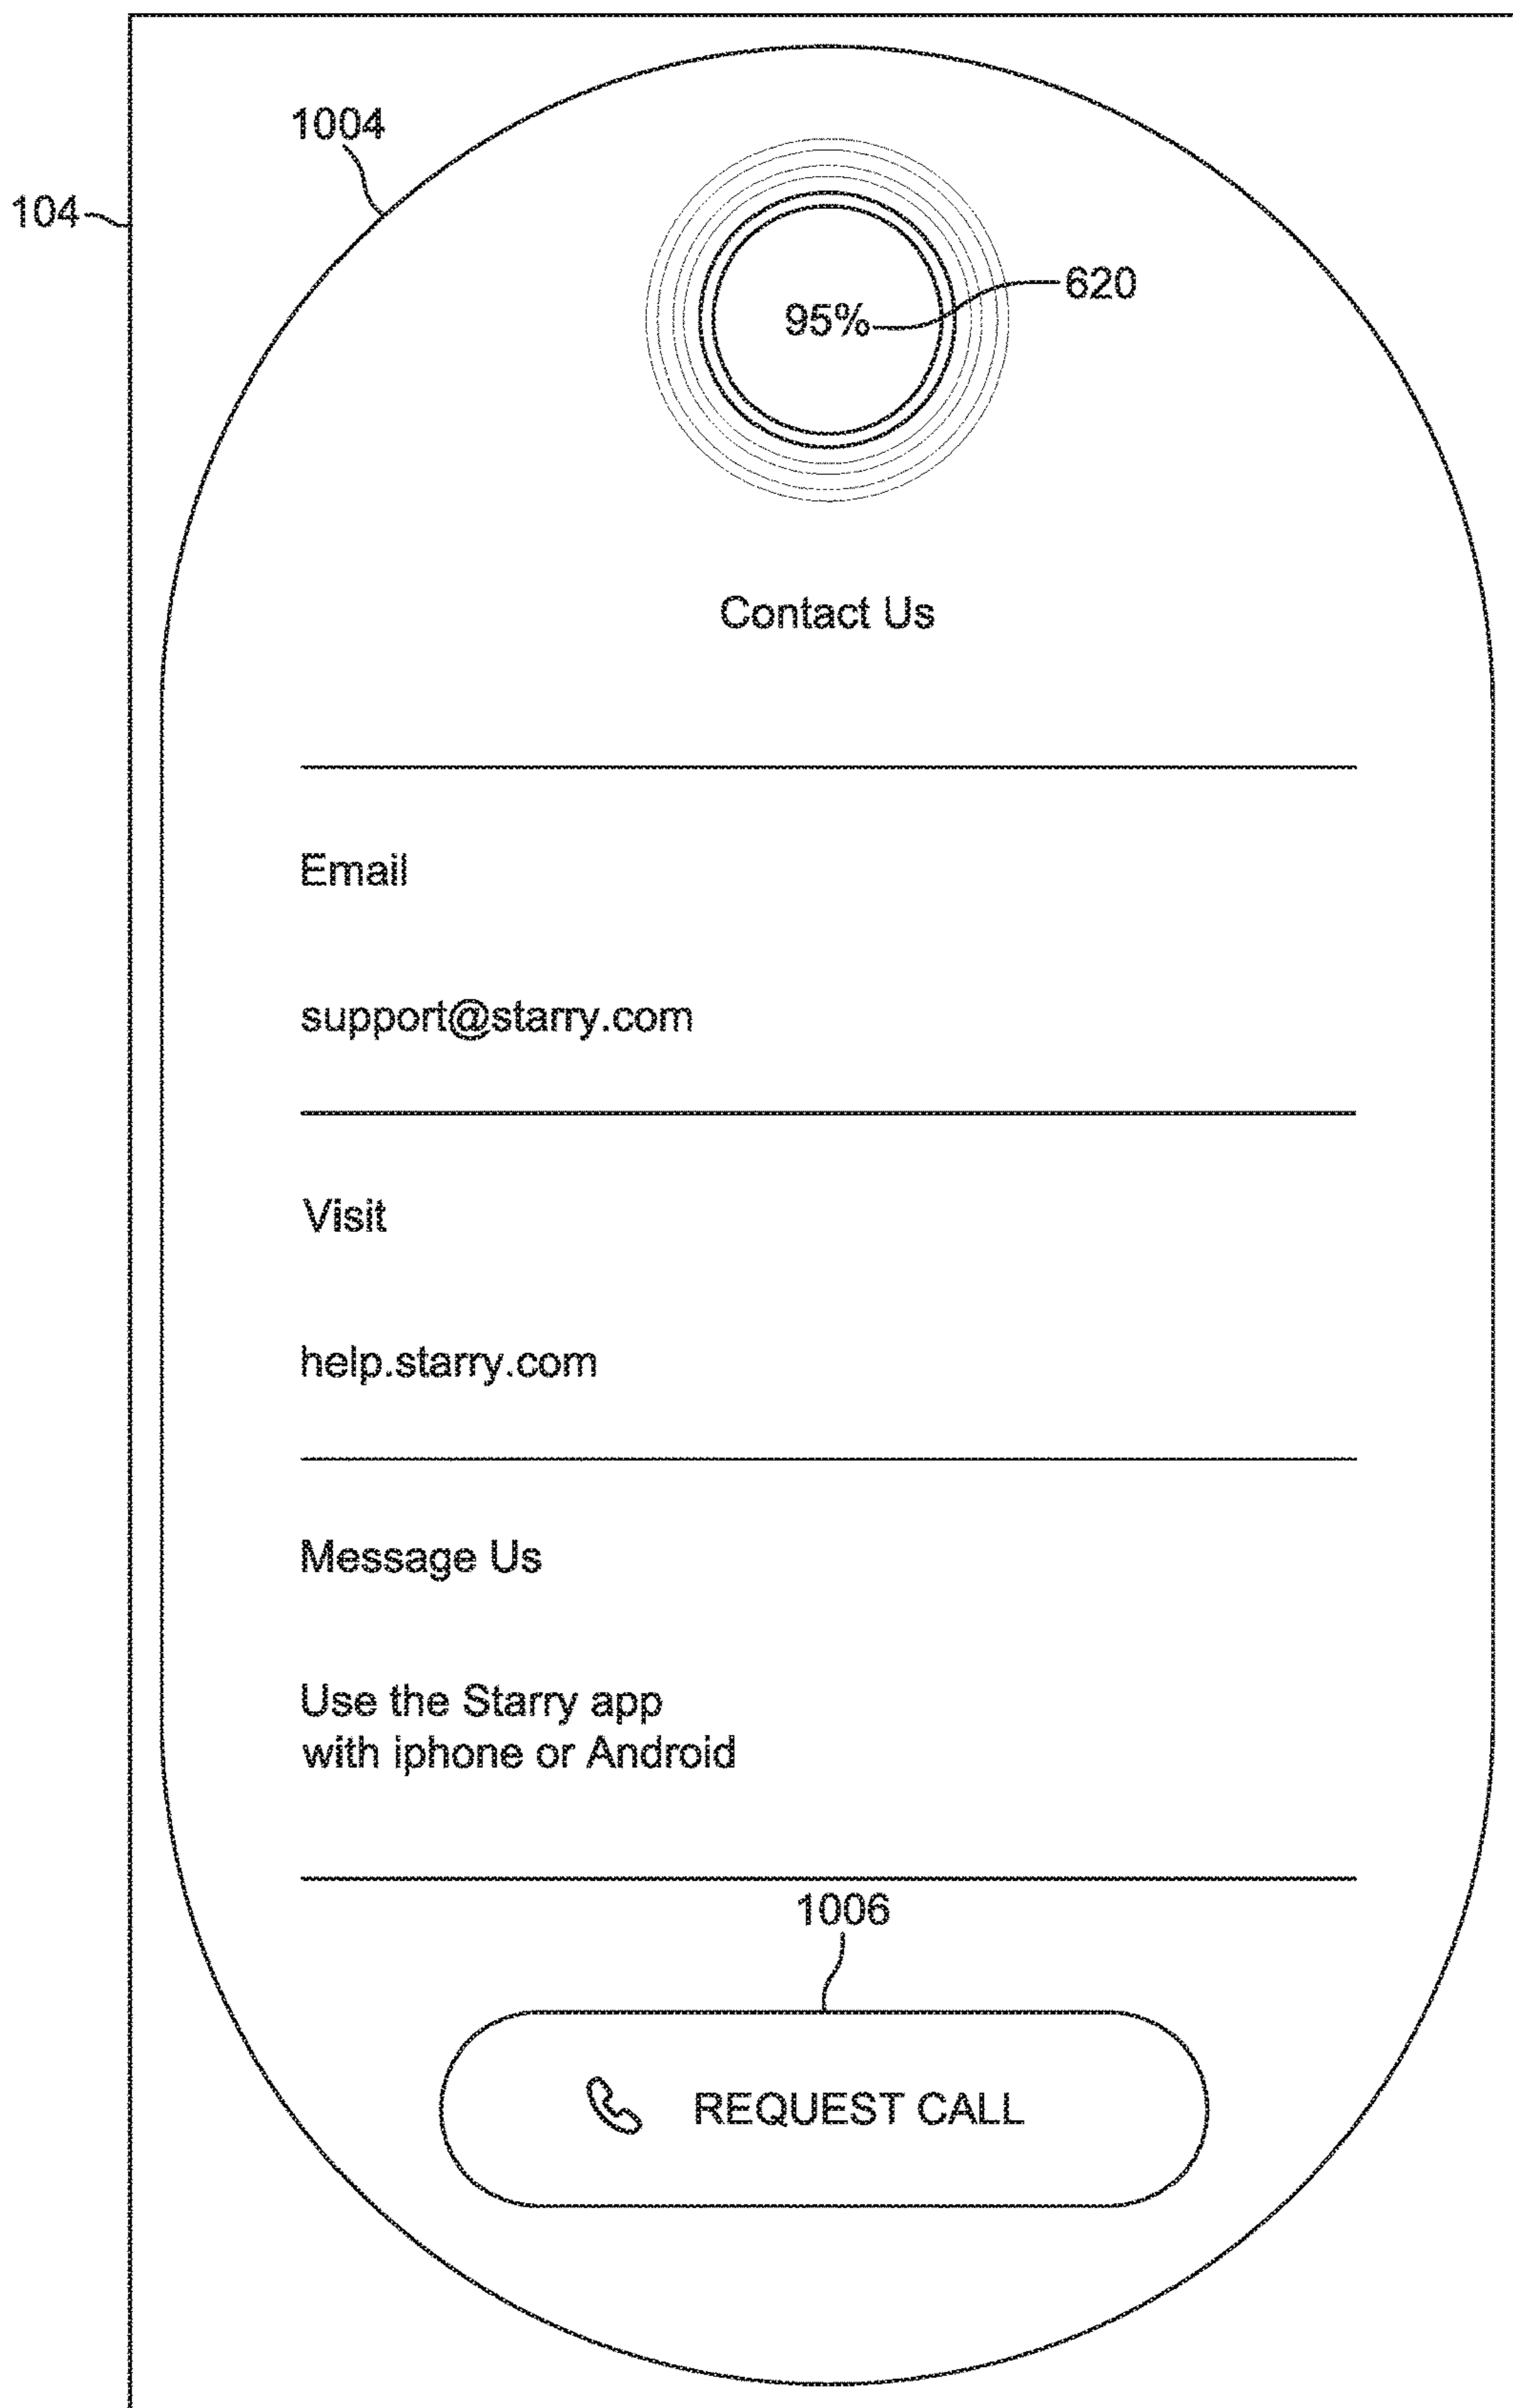 1004
104
620
95%
Contact Us
Email
support@starry.com
Visit
help.starry.com
Message Us
Use the Starry app
with iphone or Android
1006
REQUEST CALL